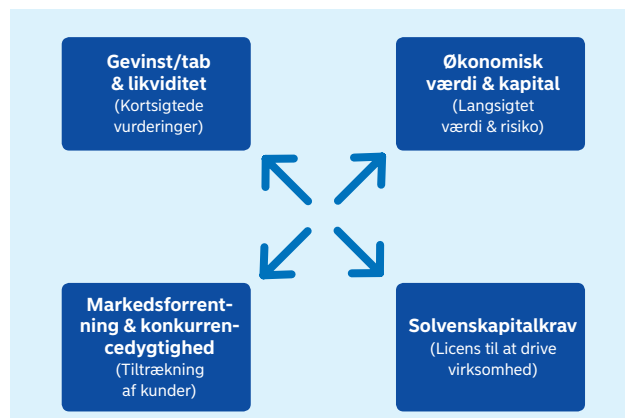 Gevinst/tab
& likviditet
(Kortsigtede
vurderinger)
Økonomisk
værdi & kapital
(Langsigtet
værdi & risiko)
Markedsforrent-
ning & konkurren-
cedygtighed
(Tiltrækning
af kunder)
Solvenskapitalkrav
(Licens til at drive
virksomhed)